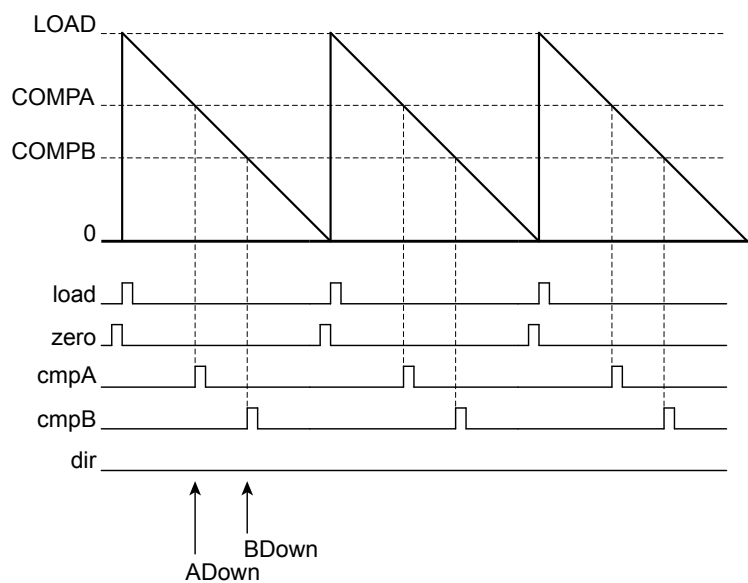 LOAD
COMPA
COMPB
0
load
zero
cmpA
cmpB
dir
BDown
ADown